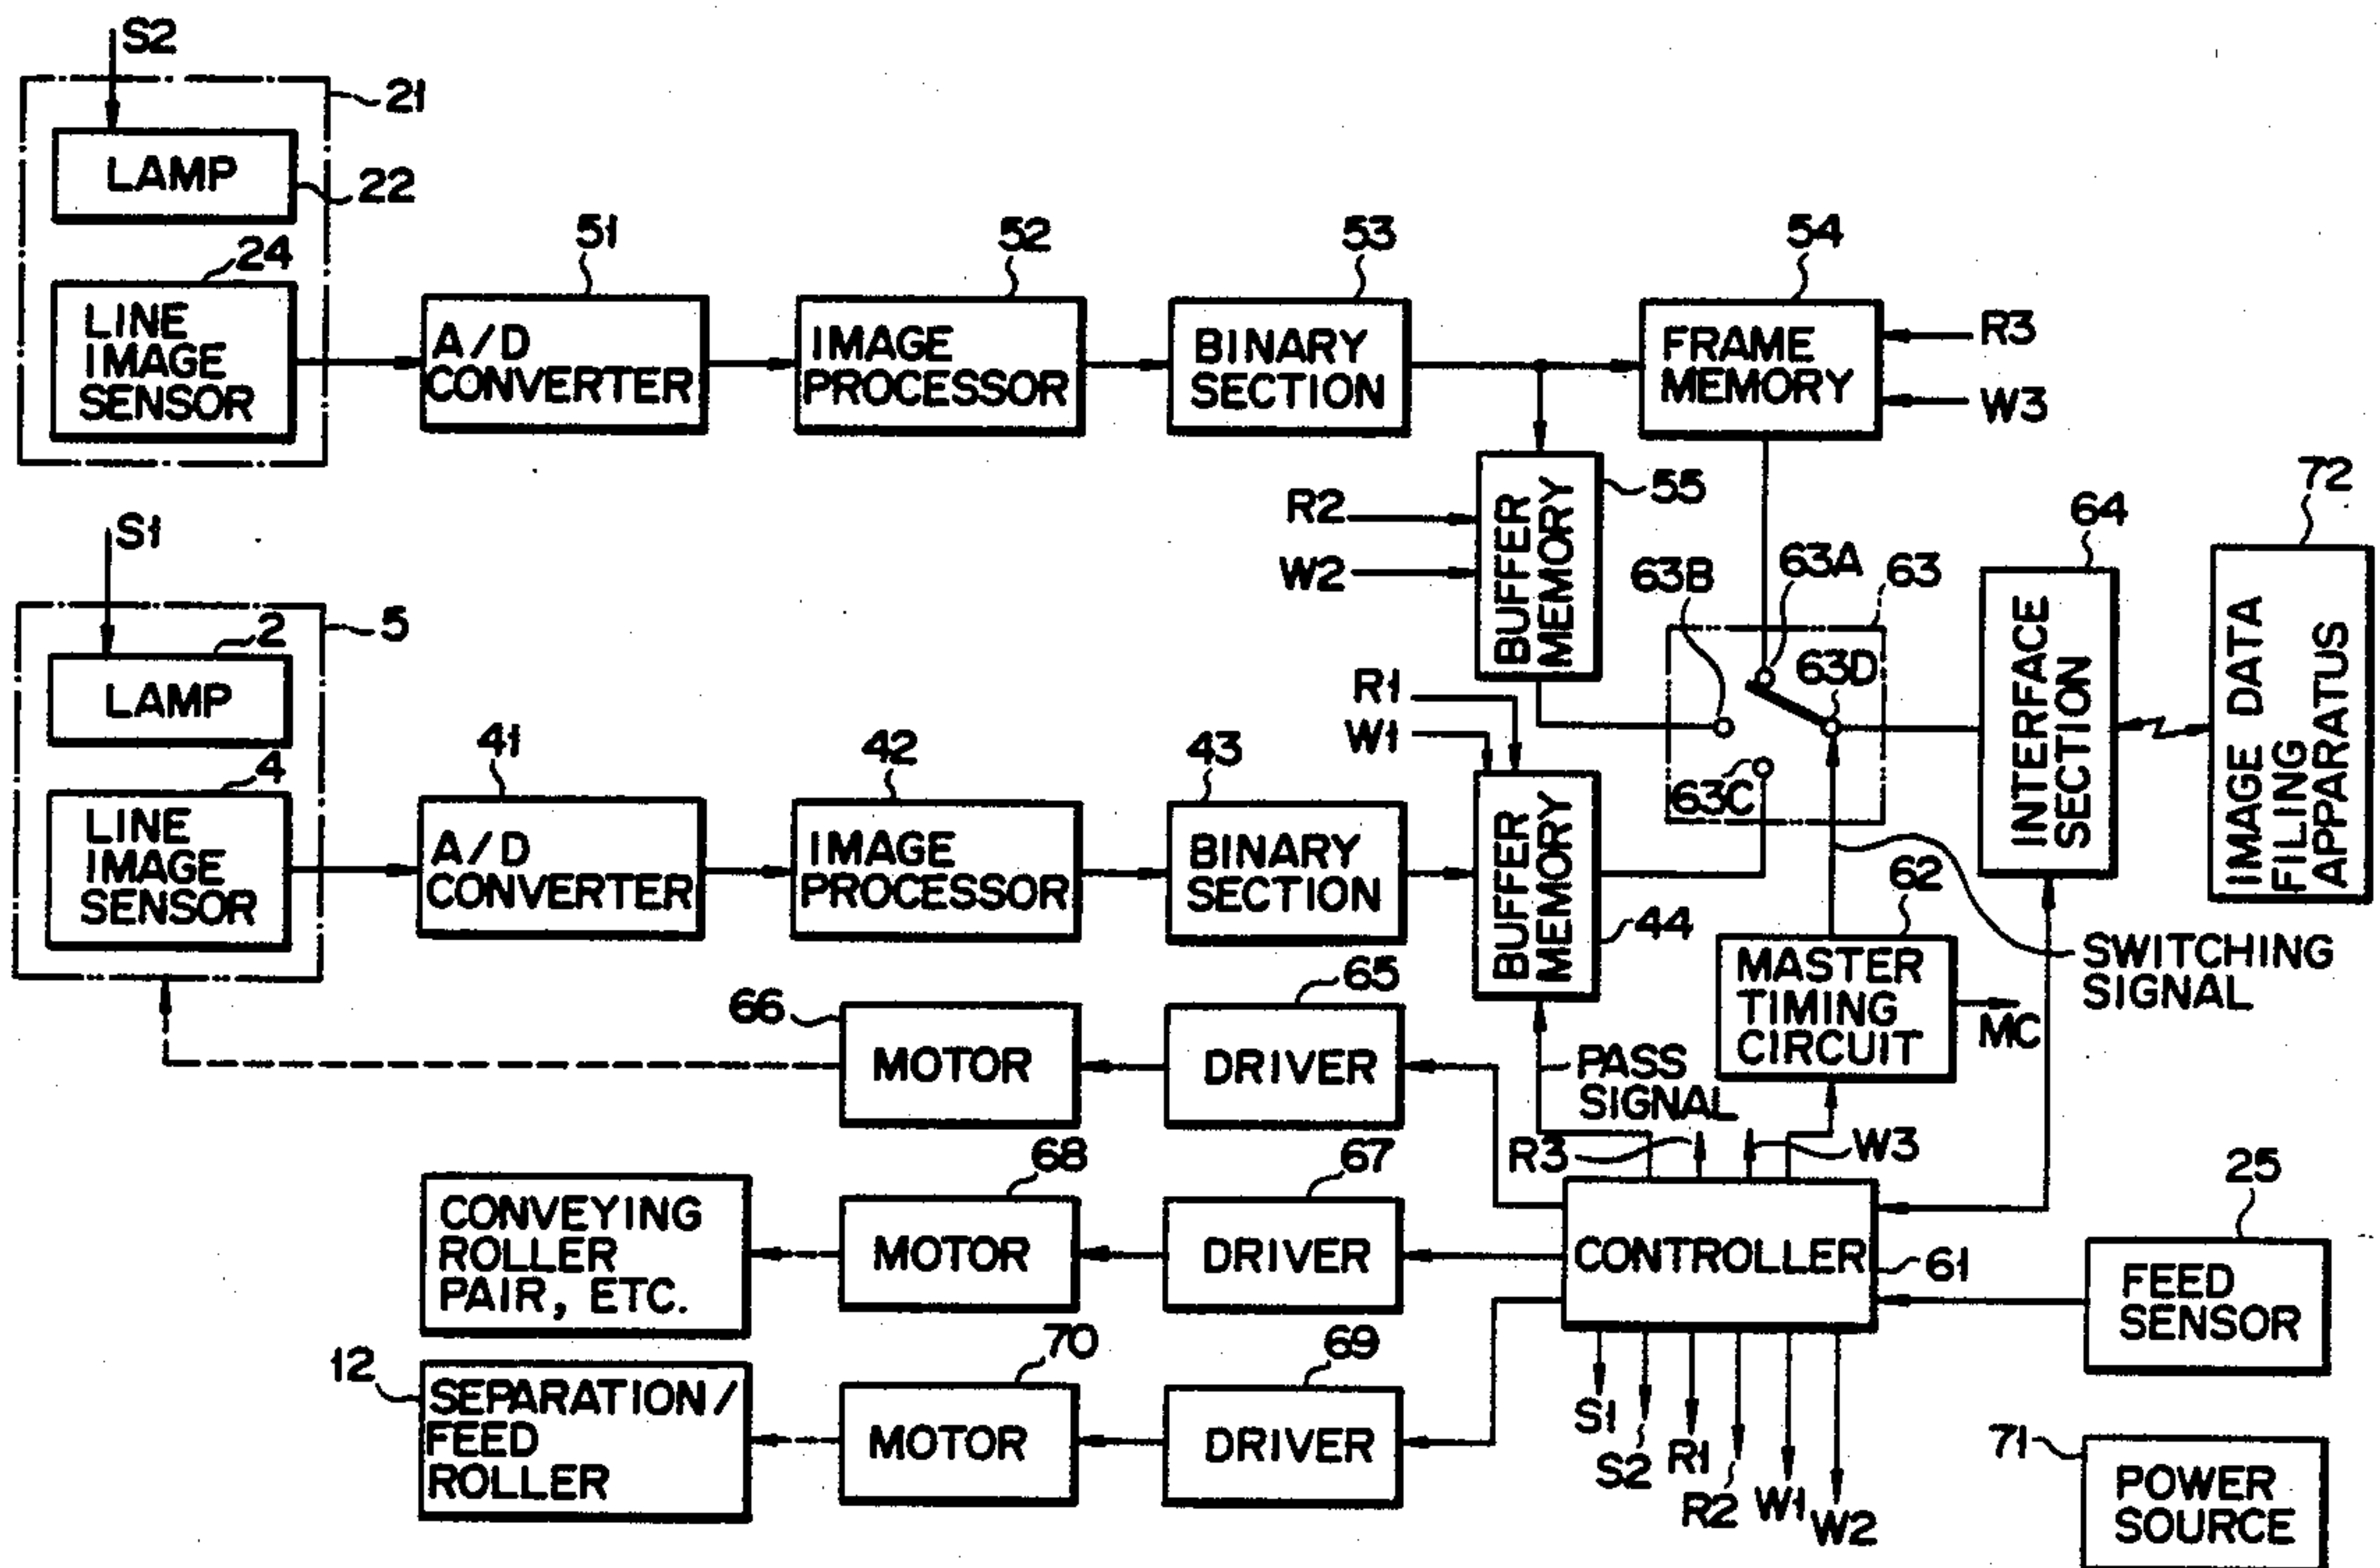 S2
21
LAMP
22
24
LINE
IMAGE
SENSOR
51
A/D
CONVERTER
52
IMAGE
PROCESSOR
53
BINARY
SECTION
54
FRAME
MEMORY
R3
W3
R2
W2
BUFFER
MEMORY
55
63B
63A
63
63D
63C
64
INTERFACE
SECTION
72
IMAGE DATA
FILING
APPARATUS
S1
5
2
LAMP
4
LINE
IMAGE
SENSOR
41
A/D
CONVERTER
42
IMAGE
PROCESSOR
43
BINARY
SECTION
R1
W1
BUFFER
MEMORY
44
62
MASTER
TIMING
CIRCUIT
MC
SWITCHING
SIGNAL
66
MOTOR
65
DRIVER
PASS
SIGNAL
R3
W3
CONVEYING
ROLLER
PAIR, ETC.
68
MOTOR
67
DRIVER
CONTROLLER
61
25
FEED
SENSOR
12
SEPARATION/
FEED
ROLLER
70
MOTOR
69
DRIVER
S1
S2
R1
R2
W1
W2
71
POWER
SOURCE